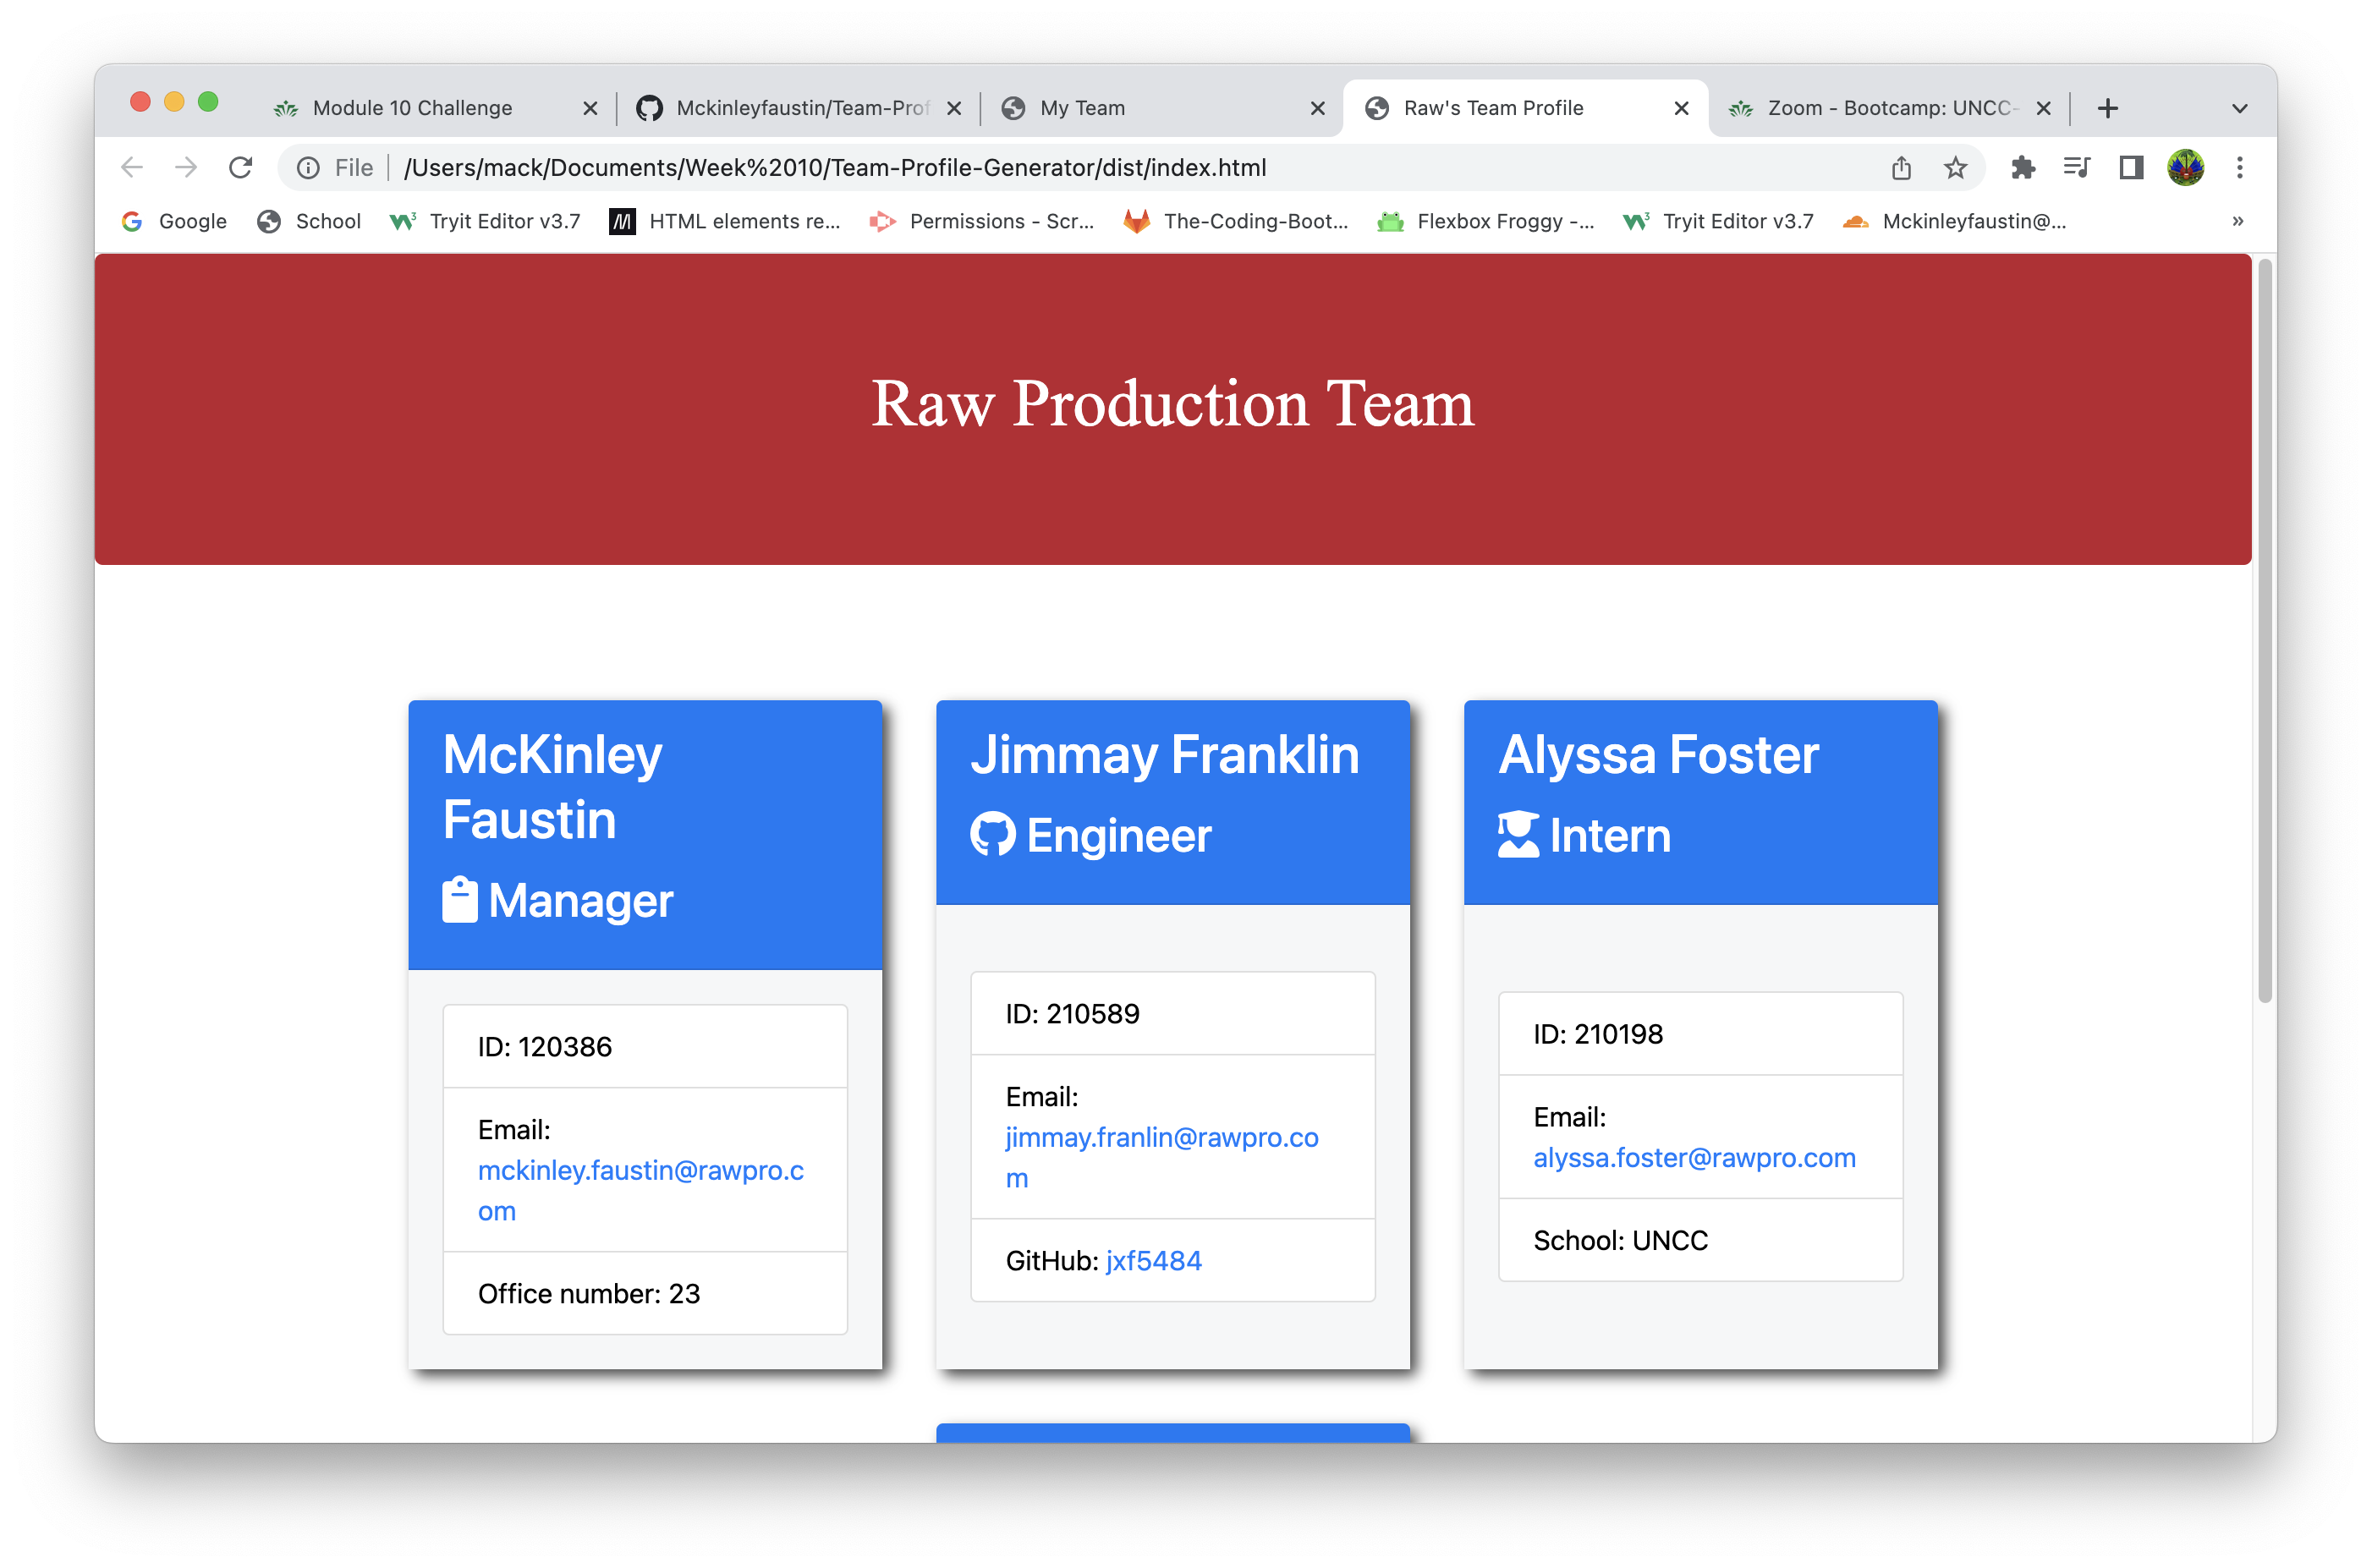 Module 10 Challenge
Mckinleyfaustin/Team-Prof
My Team
Raw's Team Profile
Zoom - Bootcamp: UNCC-
File
/Users/mack/Documents/Week%2010/Team-Profile-Generator/dist/index.html
Google
School
Tryit Editor v3.7
HTML elements re...
Permissions - Scr...
The-Coding-Boot...
Flexbox Froggy -...
Tryit Editor v3.7
Mckinleyfaustin@...
»
Raw Production Team
McKinley
Faustin
Manager
ID: 120386
Email:
mckinley.faustin@rawpro.c
om
Office number: 23
Jimmay Franklin
Engineer
ID: 210589
Email:
jimmay.franlin@rawpro.co
m
GitHub: jxf5484
Alyssa Foster
Intern
ID: 210198
Email:
alyssa.foster@rawpro.com
School: UNCC